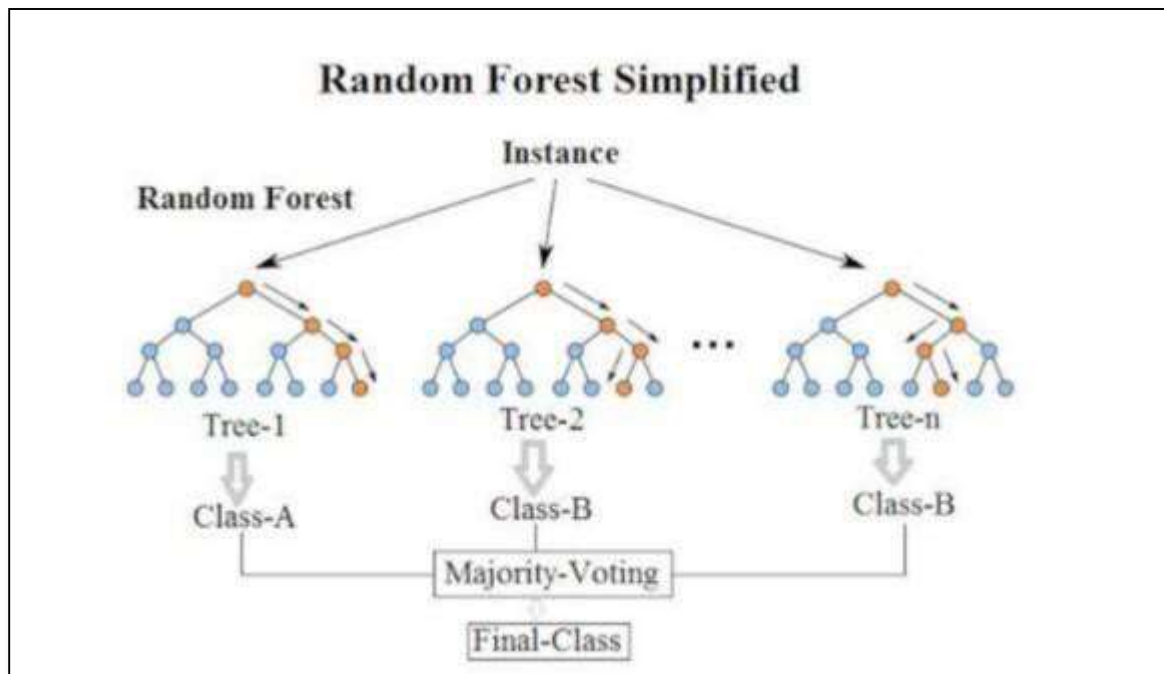 Random Forest Simplified
Instance
Random Forest
...
Tree-1
Tree-2
Tree-n
Class-A
Class-B
Class-B
Majority-Voting
Final-Class